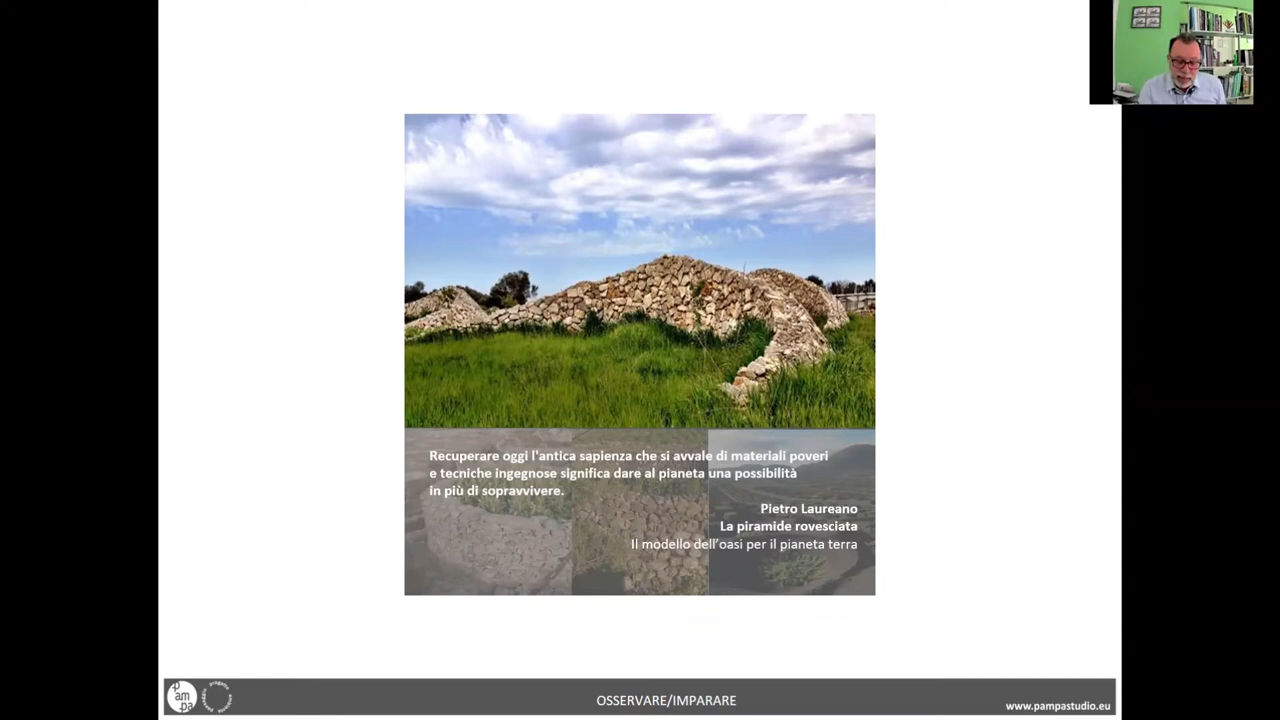 Recuperare oggi l'antica sapienza che si avvale di materiali poveri
e tecniche ingegnose significa dare al pianeta una possibilità
in più di sopravvivere.
Pietro Laureano
La piramide rovesciata
Il modello dell'oasi per il pianeta terra
pam
pa
OSSERVARE/IMPARARE
www.pampastudio.eu